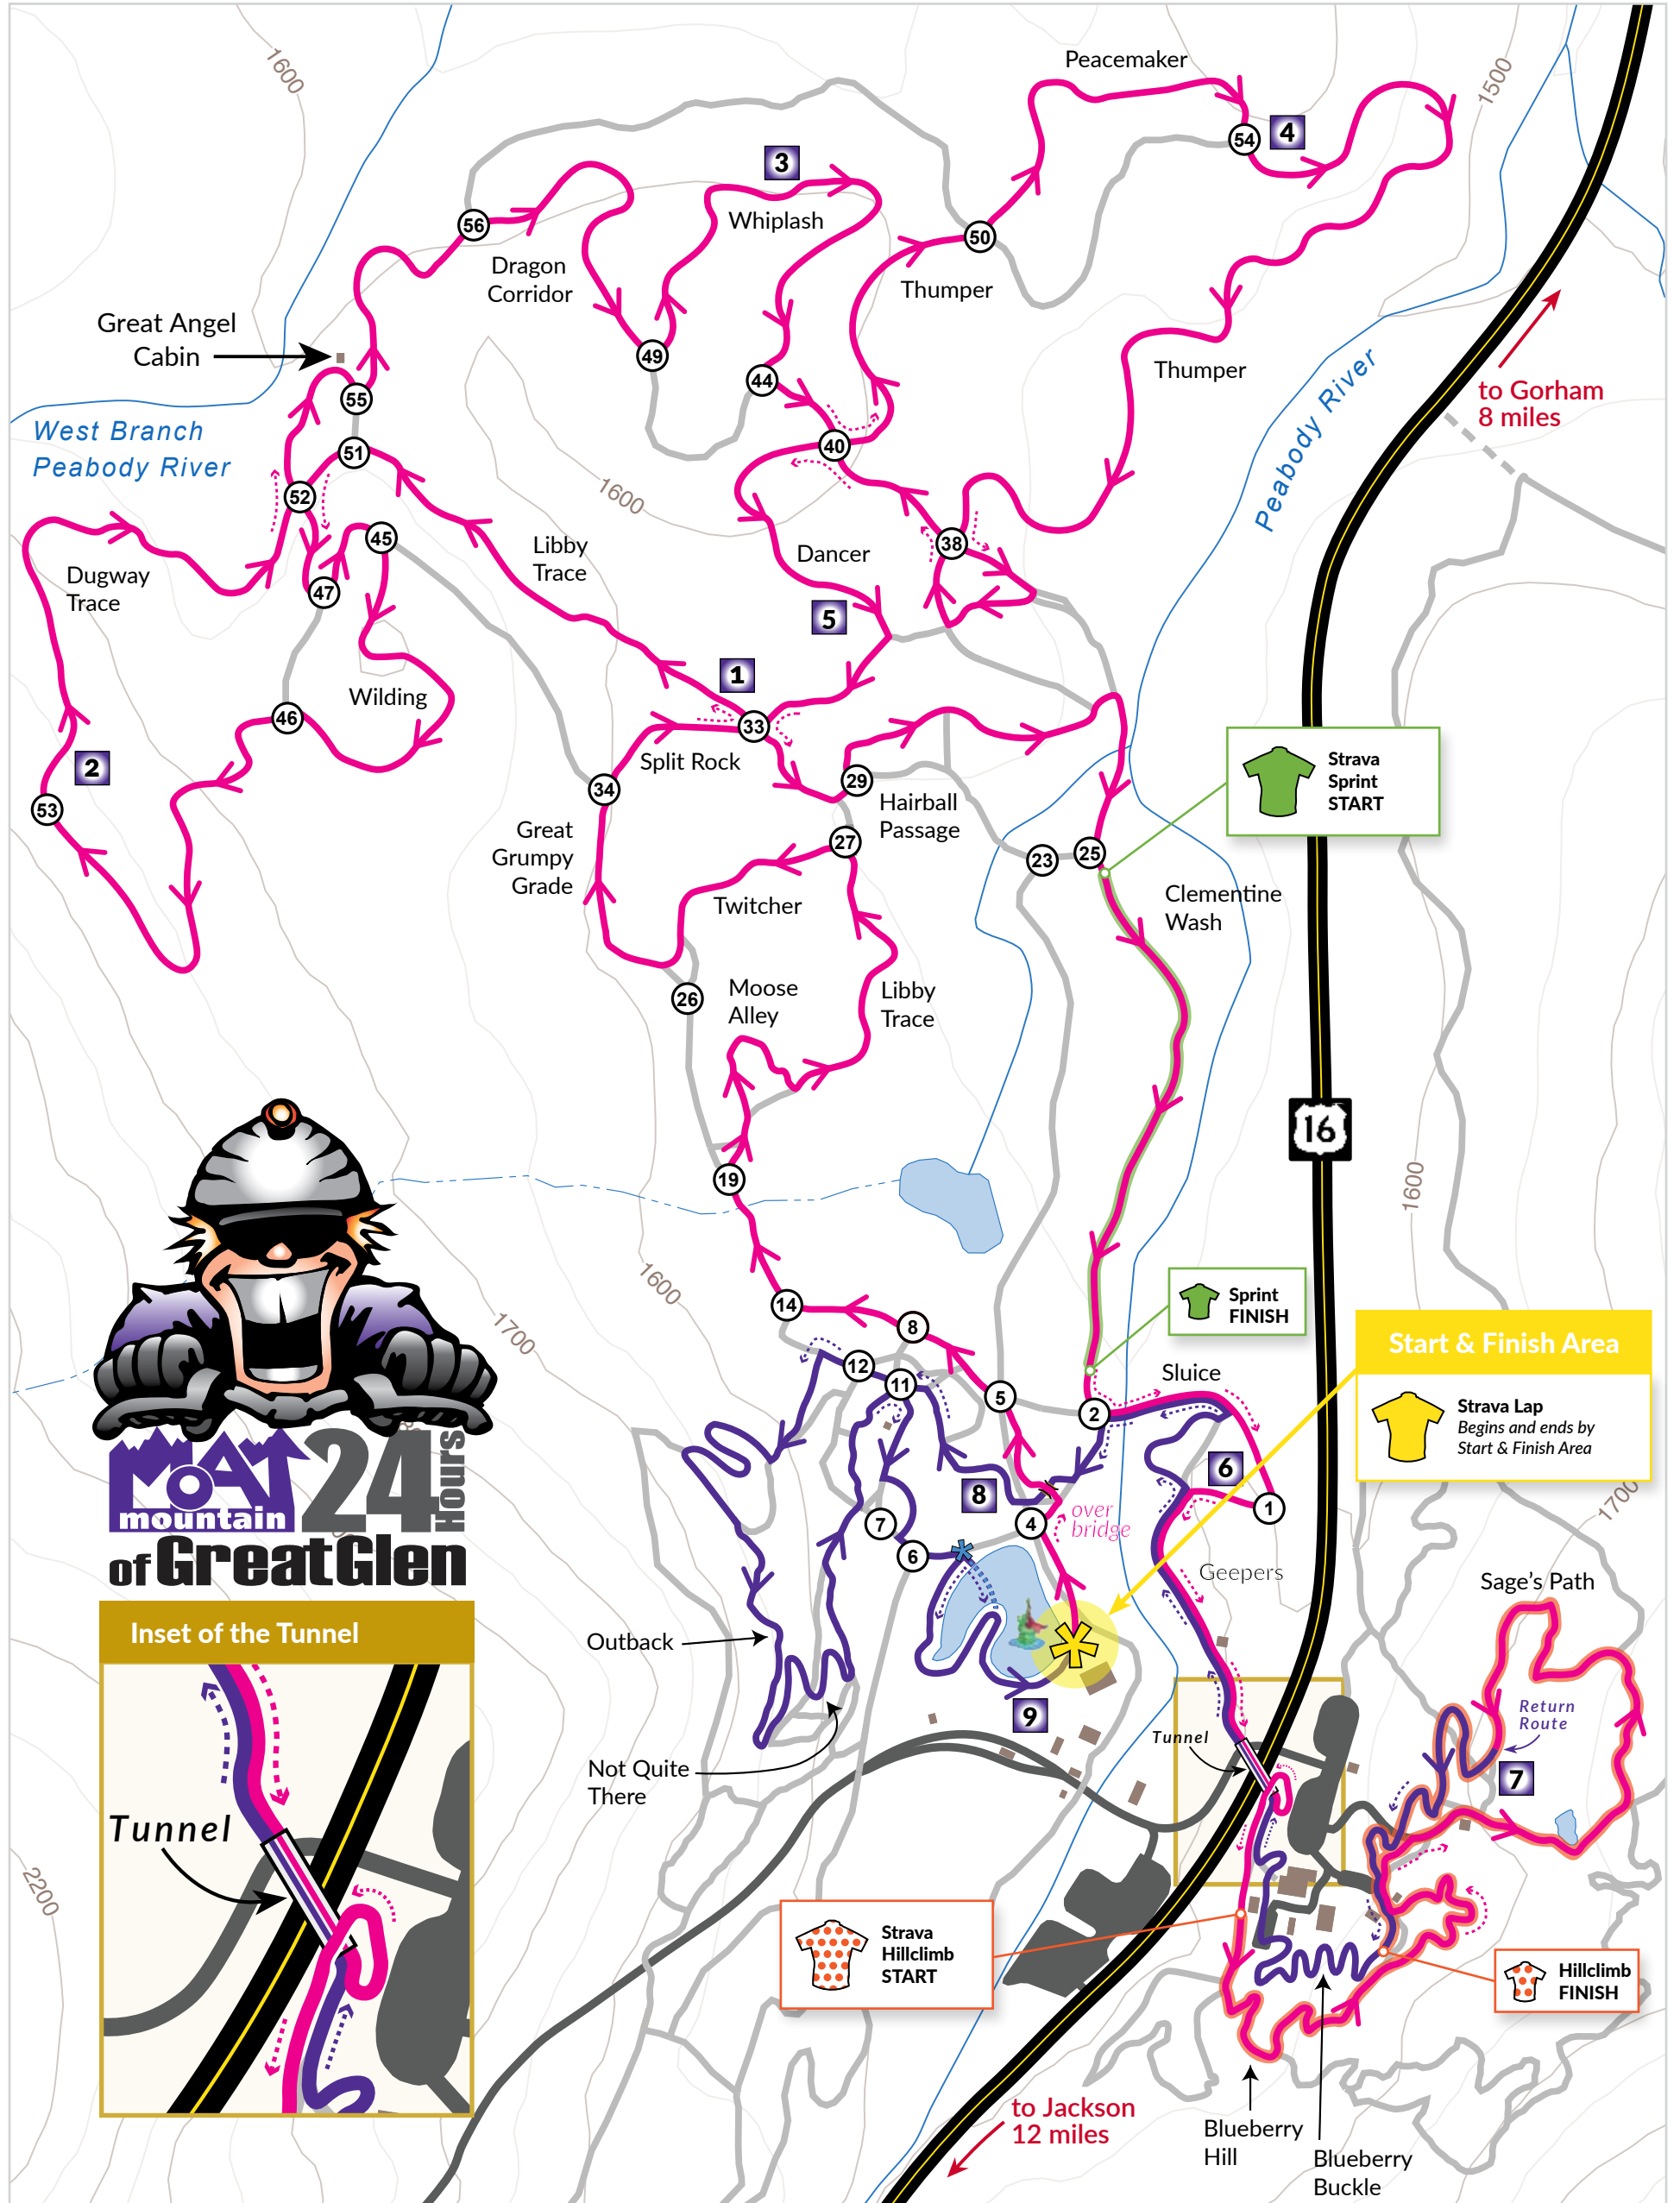 1600
1500
Peacemaker
54
4
3
56
Whiplash
50
Dragon
Corridor
Thumper
Great Angel
Cabin
49
44
Thumper
to Gorham
8 miles
55
West Branch
Peabody River
51
40
Peabody River
52
1600
45
38
Libby
Trace
Dancer
Dugway
Trace
47
5
1
Wilding
46
33
Split Rock
2
53
34
29
Strava
Sprint
START
Hairball
Passage
Great
Grumpy
Grade
27
23
25
Twitcher
Clementine
Wash
26
Moose
Alley
Libby
Trace
16
19
1600
1600
14
8
Sprint
FINISH
1700
Start & Finish Area
12
11
5
2
Sluice
Strava Lap
Begins and ends by
Start & Finish Area
6
8
1
1700
over
bridge
7
4
6
MOAT
mountain
24
HOURS
of GreatGlen
Geepers
Sage's Path
Outback
Inset of the Tunnel
9
Return
Route
Tunnel
7
Not Quite
There
Tunnel
2200
Strava
Hillclimb
START
Hillclimb
FINISH
to Jackson
12 miles
Blueberry
Hill
Blueberry
Buckle